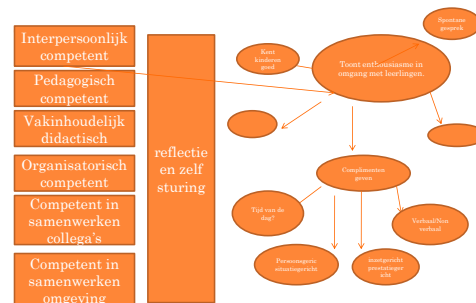 Interpersoonlijk
competent
Pedagogisch
competent
Vakinhoudelijk
didactisch
Organisatorisch
competent
Competent in
samenwerken
collega's
Competent in
samenwerken
omgeving
reflectie
en zelf
sturing
Spontane
gesprek
Kent
kinderen
goed
Toont enthousiasme in
omgang met leerlingen.
Complimenten
geven
Tijd van de
dag?
Verbaal/Non
verbaal
situatiegericht